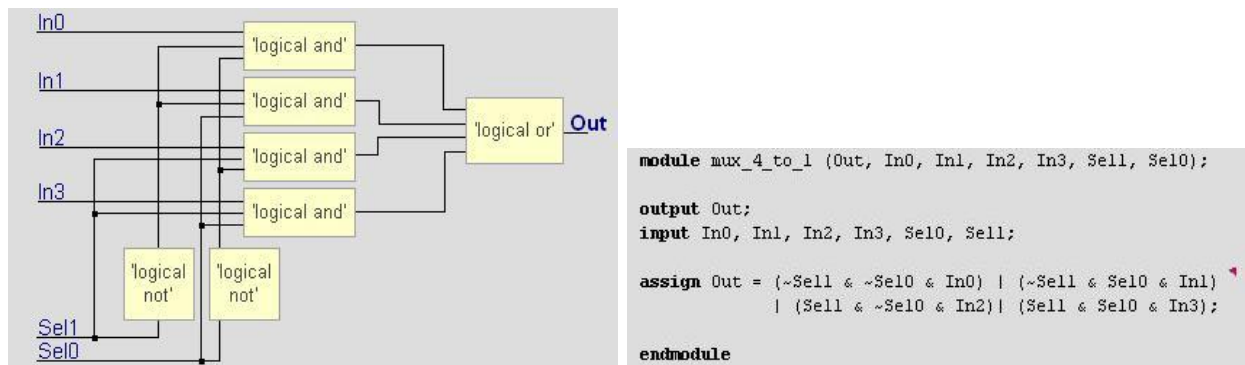 In0
'logical and'
In1
'logical and'
In2
'logical and'
In3
'logical and'
'logical or'
Out
'logical
not'
'logical
not'
Sel1
Sel0
module mux_4_to_1 (Out, In0, In1, In2, In3, Sel1, Sel0);
output Out;
input In0, In1, In2, In3, Sel0, Sel1;
assign Out = (~Sel1 & ~Sel0 & In0) | (~Sel1 & Sel0 & In1)
| (Sel1 & ~Sel0 & In2)| (Sel1 & Sel0 & In3);
endmodule